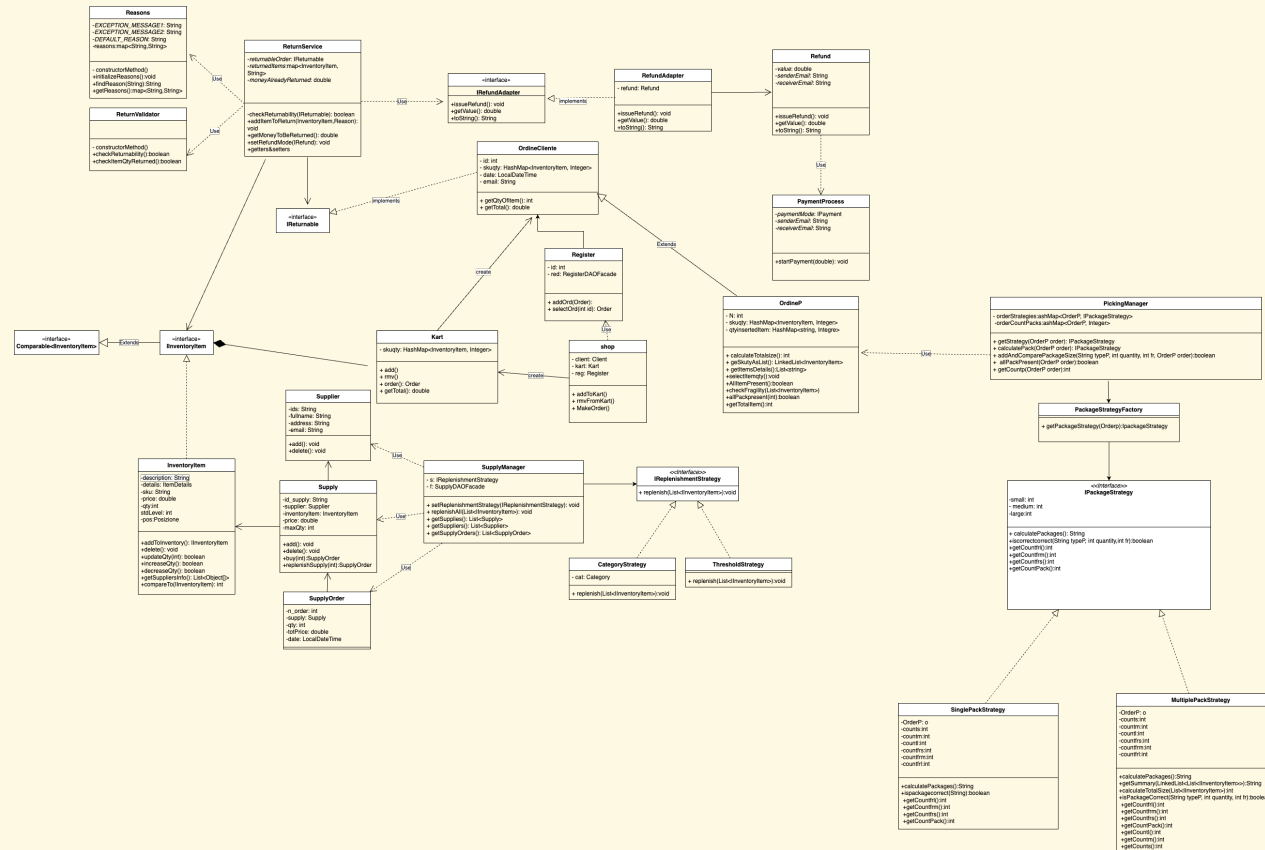 Reasons
-EXCEPTION_MESSAGE1: String
-EXCEPTION_MESSAGE2: String
-DEFAULT_REASON: String
-reasons:map<String,String>
- constructorMethod()
+initializeReasons():void
+findReason(String):String
+getReasons():map<String,String>
ReturnValidator
- constructorMethod()
+checkReturnability():boolean
+checkItemQtyReturned():boolean
Use
Use
ReturnService
-returnableOrder: IReturnable
-returnedItems:map<InventoryItem,
String>
-moneyAlreadyReturned: double
-checkReturnability(IReturnable): boolean
+addItemToReturn(InventoryItem,Reason):
void
+getMoneyToBeReturned(): double
+setRefundMode(IRefund): void
+getters&setters
Use
«interface»
IRefundAdapter
+issueRefund(): void
+getValue(): double
+toString(): String
implements
RefundAdapter
- refund: Refund
+issueRefund(): void
+getValue(): double
+toString(): String
Refund
-value: double
-senderEmail: String
-receiverEmail: String
+issueRefund(): void
+getValue(): double
+toString(): String
Use
PaymentProcess
-paymentMode: IPayment
-senderEmail: String
-receiverEmail: String
+startPayment(double): void
OrdineCliente
- id: int
- skuqty: HashMap<InventoryItem, Integer>
- date: LocalDateTime
- email: String
+ getQtyOfItem(): int
+ getTotal(): double
implements
«interface»
IReturnable
create
Extends
Register
- id: int
- red: RegisterDAOFacade
+ addOrd(Order):
+ selectOrd(int id): Order
Use
shop
- client: Client
- kart: Kart
- reg: Register
+ addToKart()
+ rmvFromKart()
+ MakeOrder()
create
Kart
- skuqty: HashMap<InventoryItem, Integer>
+ add()
+ rmv()
+ order(): Order
+ getTotal(): double
«interface»
Comparable<IInventoryItem>
Extends
«interface»
IInventoryItem
OrdineP
- N: int
- skuqty: HashMap<InventoryItem, Integer>
- qtyinsertedItem: HashMap<string, Integre>
+ calculateTotalsize(): int
+ getSkutyAsList(): LinkedList<InventoryItem>
+ getItemsDetails():List<string>
+selectItemqty():void
+AllItemPresent():boolean
+checkFragility(List<IInventoryItem>)
+allPackpresent(int):boolean
+getTotalItem():int
Use
PickingManager
- orderStrategies:ashMap<OrderP, IPackageStrategy>
-orderCountPacks:ashMap<OrderP, Integer>
+ getStrategy(OrderP order): IPackageStrategy
+ calculatePack(OrderP order): IPackageStrategy
+ addAndComparePackageSize(String typeP, int quantity, int fr, OrderP order):boolean
+ allPackPresent(OrderP order):boolean
+ getCountp(OrderP order):int
PackageStrategyFactory
+ getPackageStrategy(Orderp):IpackageStrategy
<<Interface>>
IPackageStrategy
-small: int
- medium: int
-large:int
+ calculatePackages(): String
+iscorrectcorrect(String typeP, int quantity,int fr):boolean
+getCountfrl():int
+getCountfrm():int
+getCountfrs():int
+getCountPack():int
Supplier
-ids: String
-fullname: String
-address: String
-email: String
+add(): void
+delete(): void
Use
Supply
-id_supply: String
-supplier: Supplier
-inventoryItem: InventoryItem
-price: double
-maxQty: int
+add(): void
+delete(): void
+buy(int):SupplyOrder
+replenishSupply(int):SupplyOrder
Use
SupplyOrder
-n_order: int
-supply: Supply
-qty: int
-totPrice: double
-date: LocalDateTime
Use
InventoryItem
-description: String
-details: ItemDetails
-sku: String
-price: double
-qty:int
stdLevel: int
-pos:Posizione
+addToInventory(): IInventoryItem
+delete(): void
+updateQty(int): boolean
+increaseQty(): boolean
+decreaseQty(): boolean
+getSuppliersInfo(): List<Object[]>
+compareTo(IInventoryItem): int
SupplyManager
- s: IReplenishmentStrategy
- f: SupplyDAOFacade
+ setReplenishmentStrategy(IReplenishmentStrategy): void
+ replenishAll(List<IInventoryItem>): void
+ getSupplies(): List<Supply>
+ getSuppliers(): List<Supplier>
+ getSupplyOrders(): List<SupplyOrder>
<<Interface>>
IReplenishmentStrategy
+ replenish(List<IInventoryItem>):void
CategoryStrategy
- cat: Category
+ replenish(List<IInventoryItem>):void
ThresholdStrategy
+ replenish(List<IInventoryItem>):void
SinglePackStrategy
-OrderP: o
-counts:int
-countm:int
-countl:int
-countfrs:int
-countfrm:int
-countfrl:int
+calculatePackages():String
+ispackagecorrect(String):boolean
+getCountfrl():int
+getCountfrm():int
+getCountfrs():int
+getCountPack():int
MultiplePackStrategy
-OrderP: o
-counts:int
-countm:int
-countl:int
-countfrs:int
-countfrm:int
-countfrl:int
+calculatePackages():String
+getSummary(LinkedList<List<IInventoryItem>>):String
+calculateTotalSize(List<IInventoryItem>):int
+isPackageCorrect(String typeP, int quantity, int fr):boolea
+getCountfrl():int
+getCountfrm():int
+getCountfrs():int
+getCountPack():int
+getCountl():int
+getCountm():int
+getCounts():int